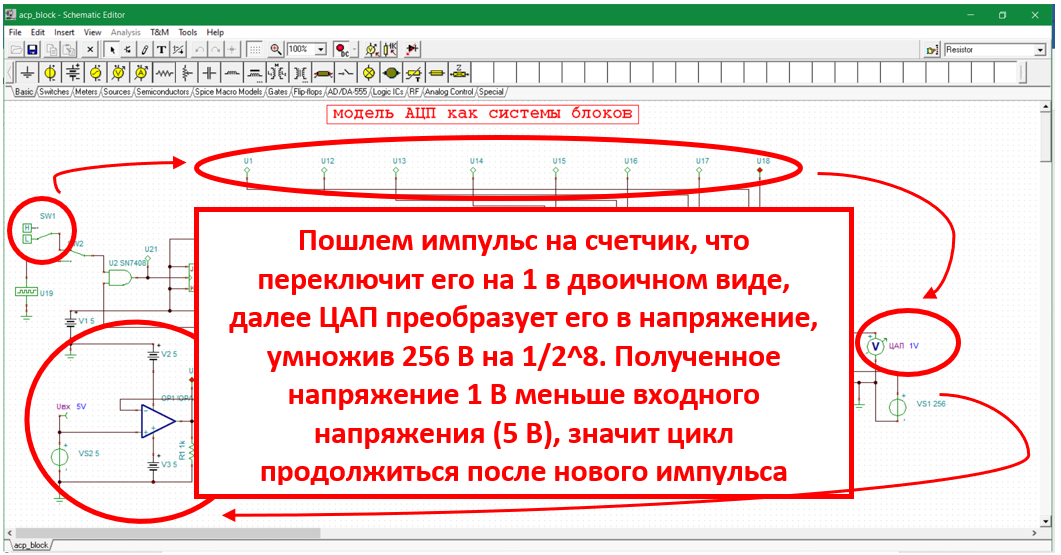 acp_block - Schematic Editor
File Edit Insert View Analysis T&M Tools Help
100% DC Resistor
Basic Switches Meters Sources Semiconductors Spice Macro Models Gates Flip-flops AD/DA-555 Logic ICs RF Analog Control Special
модель АЦП как системы блоков
U1 U12 U13 U14 U15 U16 U17 U18
SW1
H
L
U21
U2 SN7408
U19
V1 5
V2 5
Uвх 5V
VS2 5
V3 5
R1 1k
Пошлем импульс на счетчик, что
переключит его на 1 в двоичном виде,
далее ЦАП преобразует его в напряжение,
умножив 256 В на 1/2^8. Полученное
напряжение 1 В меньше входного
напряжения (5 В), значит цикл
продолжиться после нового импульса
V ЦАП 1V
VS1 256
acp_block